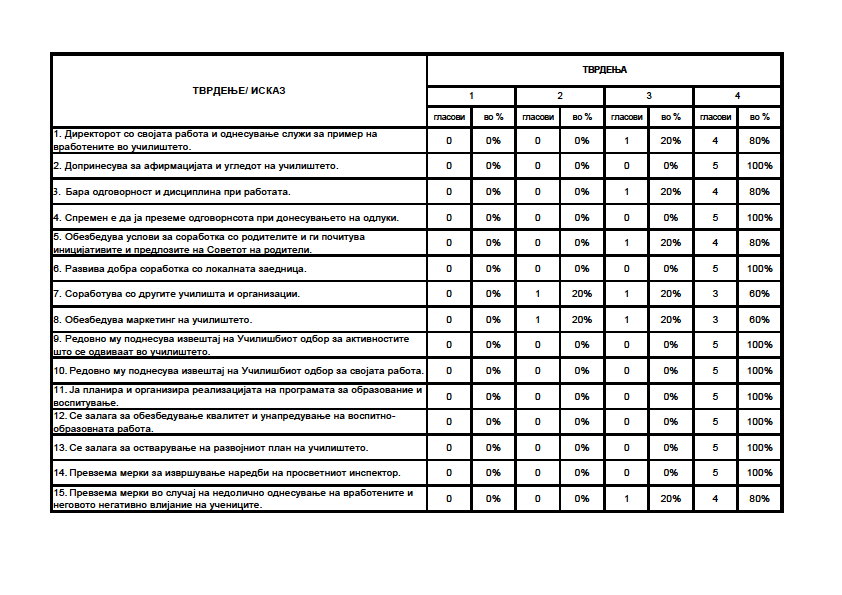 ТВРДЕЊЕ/ ИСКАЗ
ТВРДЕЊА
1 2 3 4
гласови во % гласови во % гласови во % гласови во %
1. Директорот со својата работа и однесување служи за пример на
вработените во училиштето.
0 0% 0 0% 1 20% 4 80%
2. Допринесува за афирмацијата и угледот на училиштето.
0 0% 0 0% 0 0% 5 100%
3. Бара одговорност и дисциплина при работата.
0 0% 0 0% 1 20% 4 80%
4. Спремен е да ја преземе одговорнсота при донесувањето на одлуки.
0 0% 0 0% 0 0% 5 100%
5. Обезбедува услови за соработка со родителите и ги почитува
иницијативите и предлозите на Советот на родители.
0 0% 0 0% 1 20% 4 80%
6. Развива добра соработка со локалната заедница.
0 0% 0 0% 0 0% 5 100%
7. Соработува со другите училишта и организации.
0 0% 1 20% 1 20% 3 60%
8. Обезбедува маркетинг на училиштето.
0 0% 1 20% 1 20% 3 60%
9. Редовно му поднесува извештај на Училишбиот одбор за активностите
што се одвиваат во училиштето.
0 0% 0 0% 0 0% 5 100%
10. Редовно му поднесува извештај на Училишбиот одбор за својата работа.
0 0% 0 0% 0 0% 5 100%
11. Ја планира и организира реализацијата на програмата за образование и
воспитување.
0 0% 0 0% 0 0% 5 100%
12. Се залага за обезбедување квалитет и унапредување на воспитно-
образовната работа.
0 0% 0 0% 0 0% 5 100%
13. Се залага за остварување на развојниот план на училиштето.
0 0% 0 0% 0 0% 5 100%
14. Превзема мерки за извршување наредби на просветниот инспектор.
0 0% 0 0% 0 0% 5 100%
15. Превзема мерки во случај на недолично однесување на вработените и
неговото негативно влијание на учениците.
0 0% 0 0% 1 20% 4 80%